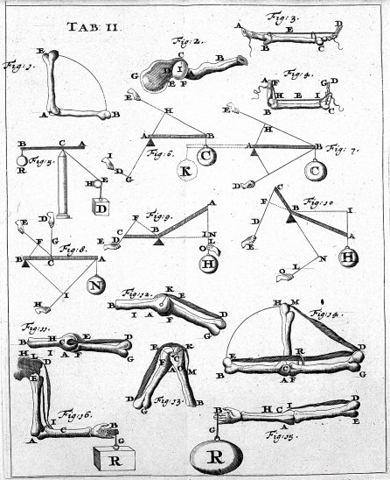 TAB: II.
Fig: 1.
E
A
B
Fig: 2.
C
D
I
G
E
F
B
Fig: 3.
A
E
D
B
C
Fig: 4.
A
F
G
D
H
E
I
B
C
Fig: 5.
B
C
A
R
E
H
D
Fig: 6.
E
H
A
B
C
D
G
K
Fig: 7.
E
H
A
B
C
D
Fig: 8.
E
D
F
G
B
C
A
I
H
N
Fig: 9.
A
F
B
E
D
C
I
N
O
L
H
Fig: 10
C
F
B
I
A
E
D
H
N
O
L
Fig: 11.
B
H
E
D
I
A
F
G
Fig: 12.
K
E
B
I
A
F
D
G
Fig: 13.
E
K
F
C
G
A
M
D
B
Fig: 14.
H
M
B
D
R
E
C
A
F
G
Fig: 15.
B
H
C
I
D
A
E
G
R
Fig: 16.
H
L
D
E
I
A
C
B
G
R